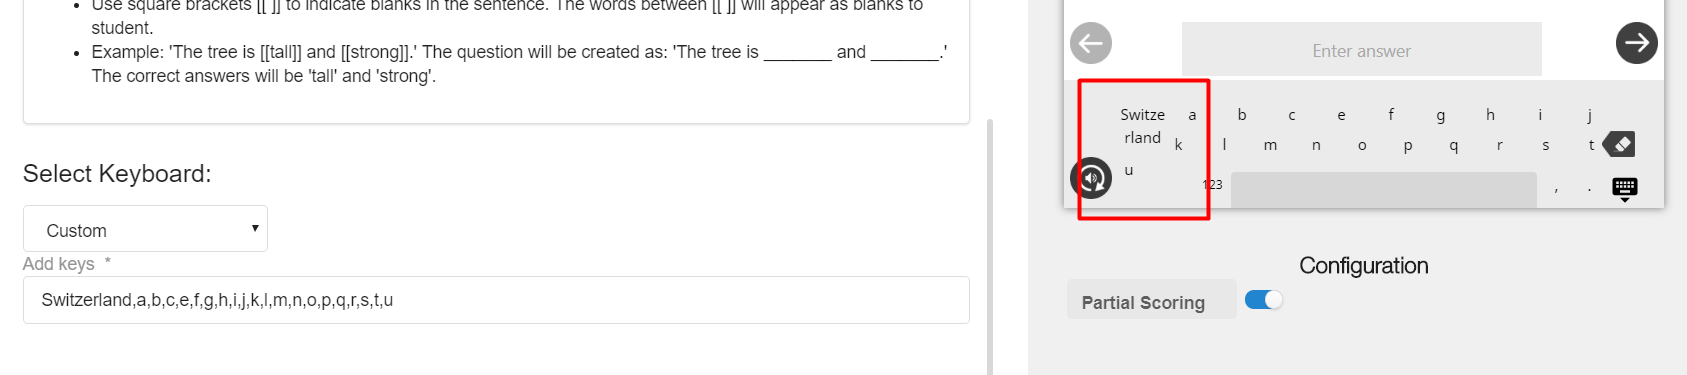 Use square brackets [[ ]] to indicate blanks in the sentence. The words between [[ ]] will appear as blanks to
student.
Example: 'The tree is [[tall]] and [[strong]].' The question will be created as: 'The tree is _______ and _______.'
The correct answers will be 'tall' and 'strong'.
Select Keyboard:
Custom
Add keys *
Switzerland,a,b,c,e,f,g,h,i,j,k,l,m,n,o,p,q,r,s,t,u
Enter answer
Switze a b c e f g h i j
rland k l m n o p q r s t
u
123 , .
Configuration
Partial Scoring